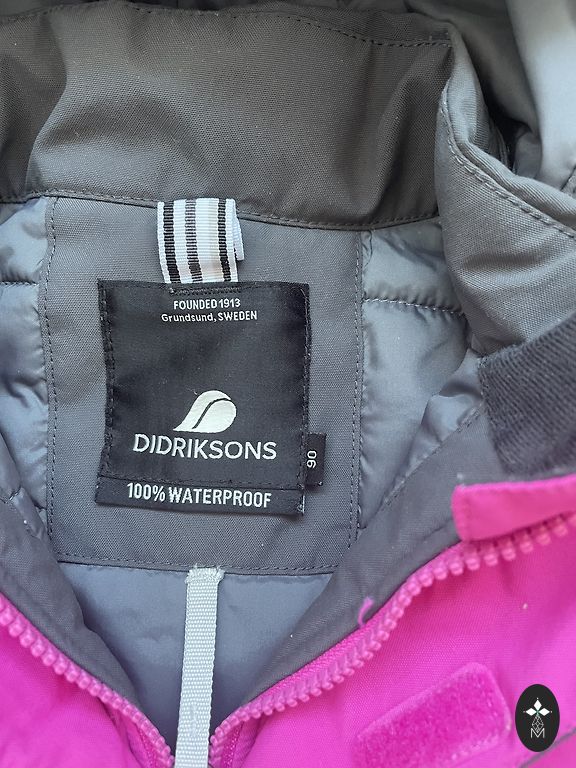 FOUNDED 1913
Grundsund, SWEDEN
DIDRIKSONS
90
100% WATERPROOF